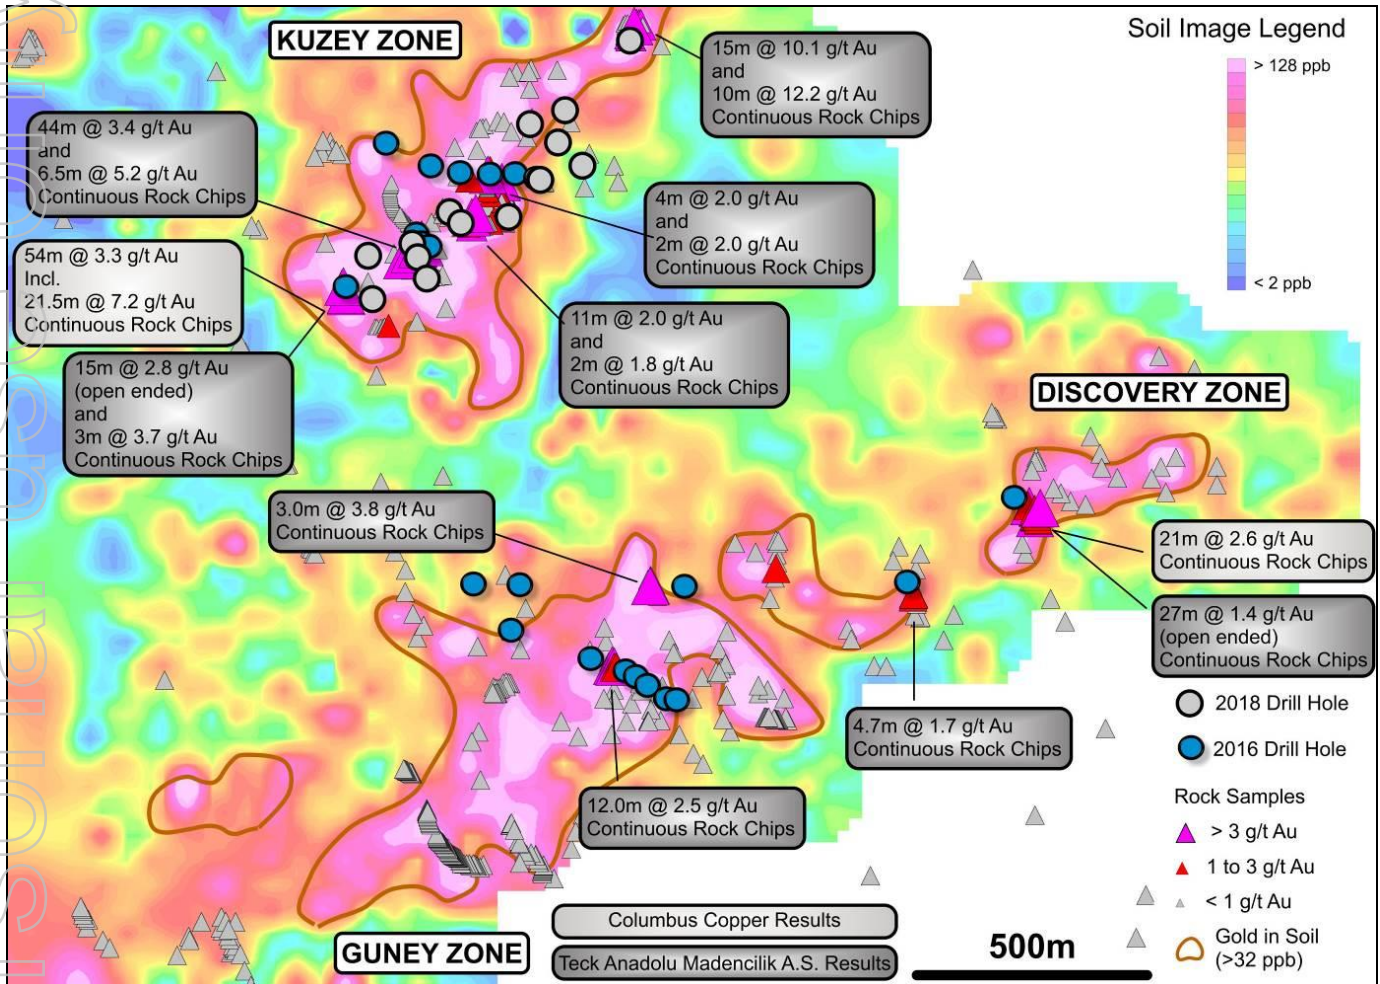 KUZEY ZONE
Soil Image Legend
> 128 ppb
< 2 ppb
15m @ 10.1 g/t Au
and
10m @ 12.2 g/t Au
Continuous Rock Chips
44m @ 3.4 g/t Au
and
6.5m @ 5.2 g/t Au
Continuous Rock Chips
4m @ 2.0 g/t Au
and
2m @ 2.0 g/t Au
Continuous Rock Chips
54m @ 3.3 g/t Au
Incl.
21.5m @ 7.2 g/t Au
Continuous Rock Chips
11m @ 2.0 g/t Au
and
2m @ 1.8 g/t Au
Continuous Rock Chips
15m @ 2.8 g/t Au
(open ended)
and
3m @ 3.7 g/t Au
Continuous Rock Chips
DISCOVERY ZONE
3.0m @ 3.8 g/t Au
Continuous Rock Chips
21m @ 2.6 g/t Au
Continuous Rock Chips
27m @ 1.4 g/t Au
(open ended)
Continuous Rock Chips
4.7m @ 1.7 g/t Au
Continuous Rock Chips
12.0m @ 2.5 g/t Au
Continuous Rock Chips
2018 Drill Hole
2016 Drill Hole
Rock Samples
> 3 g/t Au
1 to 3 g/t Au
< 1 g/t Au
Gold in Soil
(>32 ppb)
GUNEY ZONE
Columbus Copper Results
Teck Anadolu Madencilik A.S. Results
500m